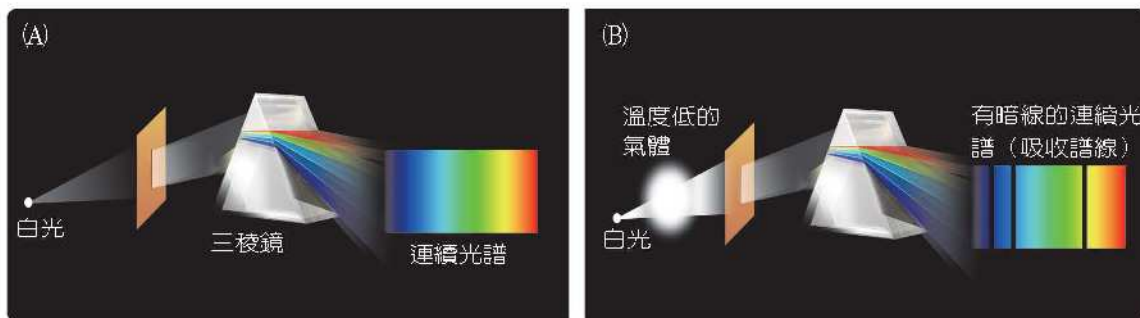 (A)
白光
三稜鏡
連續光譜
(B)
溫度低的
氣體
白光
有暗線的連續光
譜（吸收譜線）